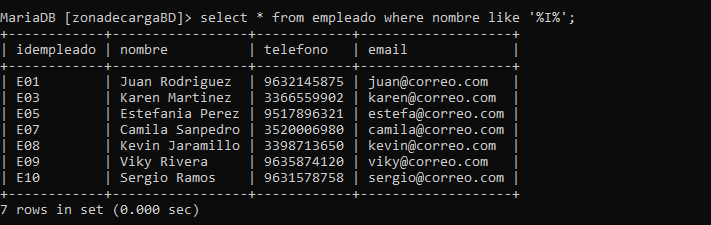 MariaDB [zonadecargaBD]> select * from empleado where nombre like '%I%';
+------------+-----------------+------------+-------------------+
| idempleado | nombre          | telefono   | email             |
+------------+-----------------+------------+-------------------+
| E01        | Juan Rodriguez  | 9632145875 | juan@correo.com   |
| E03        | Karen Martinez  | 3366559902 | karen@correo.com  |
| E05        | Estefania Perez | 9517896321 | estefa@correo.com |
| E07        | Camila Sanpedro | 3520006980 | camila@correo.com |
| E08        | Kevin Jaramillo | 3398713650 | kevin@correo.com  |
| E09        | Viky Rivera     | 9635874120 | viky@correo.com   |
| E10        | Sergio Ramos    | 9631578758 | sergio@correo.com |
+------------+-----------------+------------+-------------------+
7 rows in set (0.000 sec)